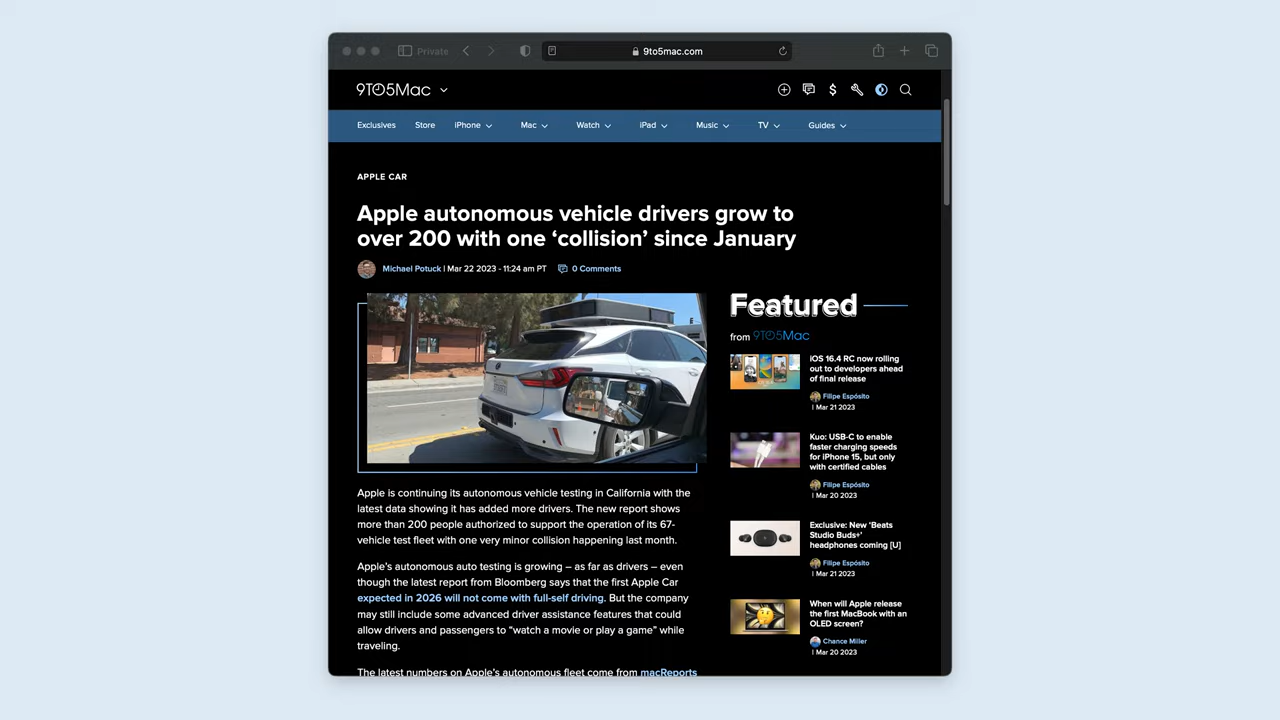 Private
9to5mac.com
9TO5Mac
Exclusives Store iPhone Mac Watch iPad Music TV Guides
APPLE CAR
Apple autonomous vehicle drivers grow to
over 200 with one ‘collision’ since January
Michael Potuck | Mar 22 2023 - 11:24 am PT 0 Comments
Apple is continuing its autonomous vehicle testing in California with the
latest data showing it has added more drivers. The new report shows
more than 200 people authorized to support the operation of its 67-
vehicle test fleet with one very minor collision happening last month.
Apple’s autonomous auto testing is growing – as far as drivers – even
though the latest report from Bloomberg says that the first Apple Car
expected in 2026 will not come with full-self driving. But the company
may still include some advanced driver assistance features that could
allow drivers and passengers to “watch a movie or play a game” while
traveling.
The latest numbers on Apple’s autonomous fleet come from macReports
Featured
from 9TO5Mac
iOS 16.4 RC now rolling
out to developers ahead
of final release
Filipe Espósito
| Mar 21 2023
Kuo: USB-C to enable
faster charging speeds
for iPhone 15, but only
with certified cables
Filipe Espósito
| Mar 20 2023
Exclusive: New ‘Beats
Studio Buds+’
headphones coming [U]
Filipe Espósito
| Mar 21 2023
When will Apple release
the first MacBook with an
OLED screen?
Chance Miller
| Mar 20 2023